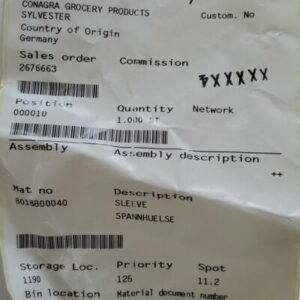 CONAGRA GROCERY PRODUCTS
SYLVESTER Custom. No
Country of Origin
Germany
Sales order Commission
2676663 XXXXX
Position Quantity Network
000010 1.000 ST
Assembly Assembly description
++
Mat no Description
8018800040 SLEEVE
SPANNHUELSE
Storage Loc. Priority Spot
1190 126 11.2
Bin location Material document number